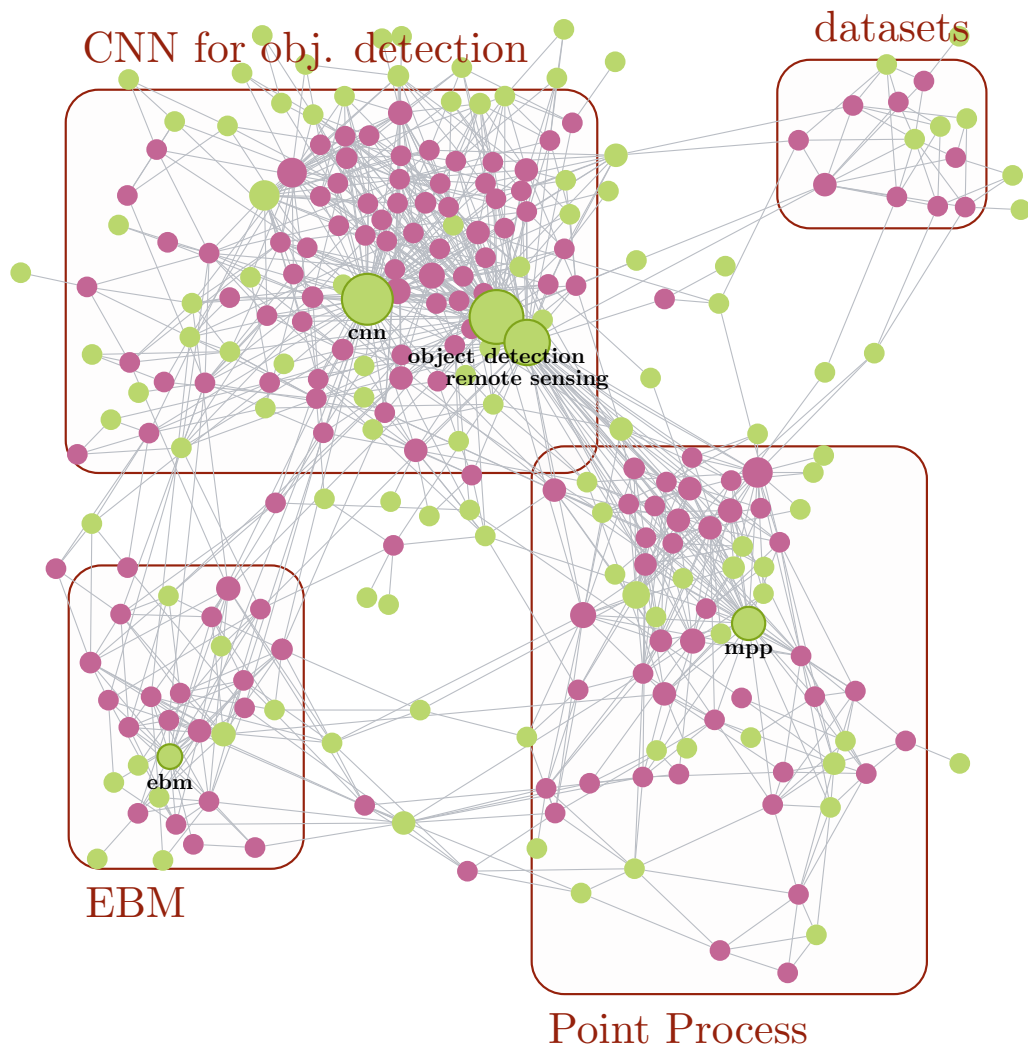 datasets
CNN for obj. detection
cnn
object detection
remote sensing
mpp
ebm
EBM
Point Process